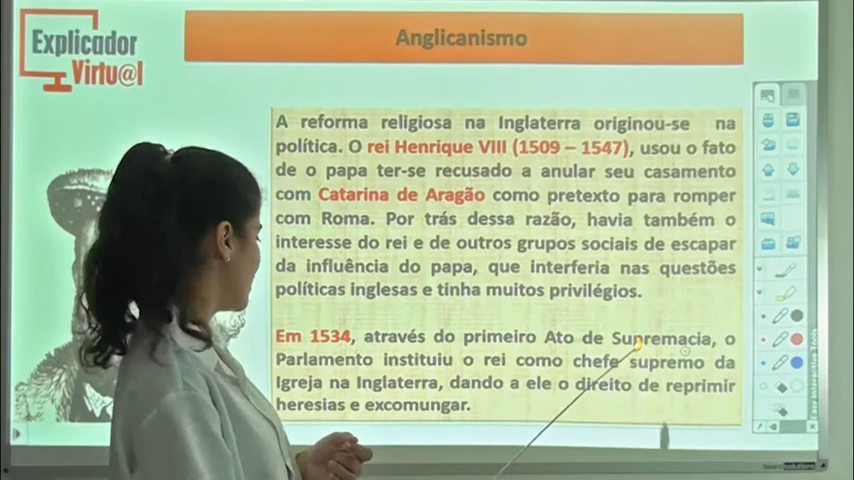 Explicador
Virtu@l
Anglicanismo
A reforma religiosa na Inglaterra originou-se na
política. O rei Henrique VIII (1509 – 1547), usou o fato
de o papa ter-se recusado a anular seu casamento
com Catarina de Aragão como pretexto para romper
com Roma. Por trás dessa razão, havia também o
interesse do rei e de outros grupos sociais de escapar
da influência do papa, que interferia nas questões
políticas inglesas e tinha muitos privilégios.
Em 1534, através do primeiro Ato de Supremacia, o
Parlamento instituiu o rei como chefe supremo da
Igreja na Inglaterra, dando a ele o direito de reprimir
heresias e excomungar.
Easy Interactive Tools
boardsolutions